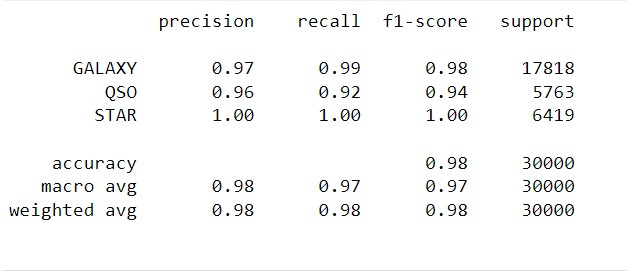 precision recall f1-score support
GALAXY 0.97 0.99 0.98 17818
QSO 0.96 0.92 0.94 5763
STAR 1.00 1.00 1.00 6419
accuracy 0.98 30000
macro avg 0.98 0.97 0.97 30000
weighted avg 0.98 0.98 0.98 30000